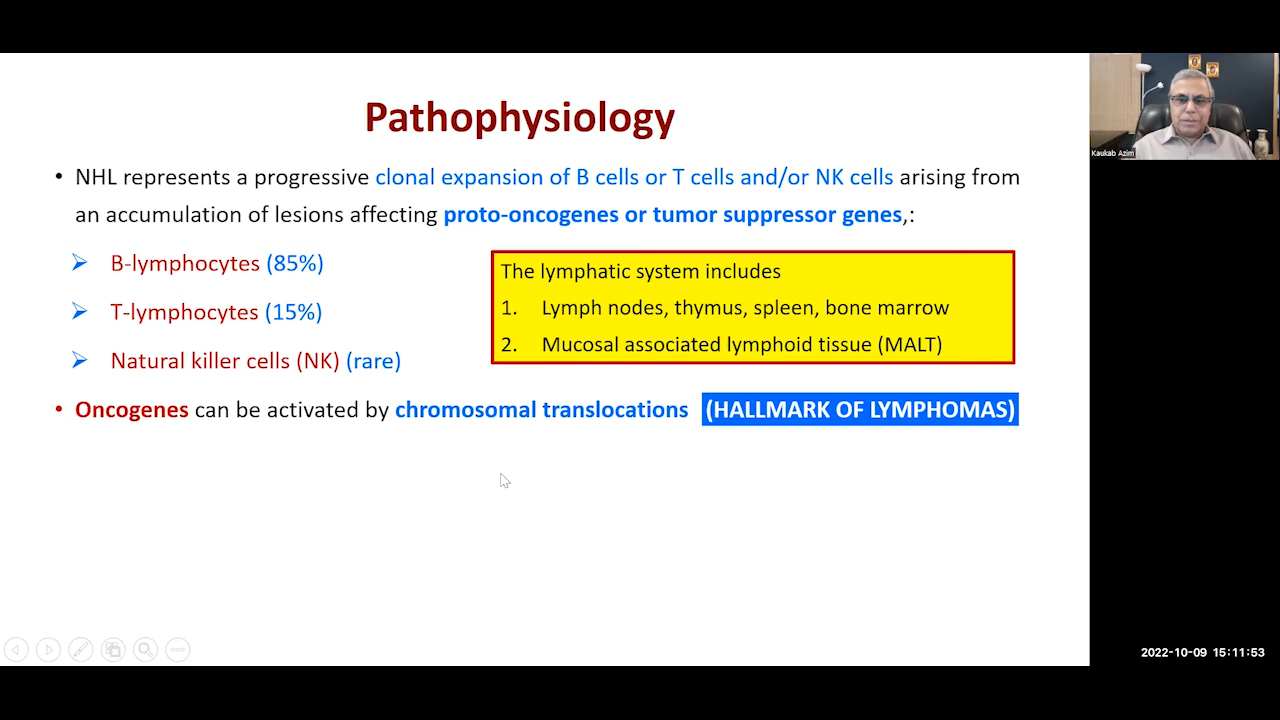 Pathophysiology
• NHL represents a progressive clonal expansion of B cells or T cells and/or NK cells arising from
an accumulation of lesions affecting proto-oncogenes or tumor suppressor genes,:
➢ B-lymphocytes (85%)
➢ T-lymphocytes (15%)
➢ Natural killer cells (NK) (rare)
The lymphatic system includes
1. Lymph nodes, thymus, spleen, bone marrow
2. Mucosal associated lymphoid tissue (MALT)
• Oncogenes can be activated by chromosomal translocations (HALLMARK OF LYMPHOMAS)
Kaukab Azim
2022-10-09 15:11:53